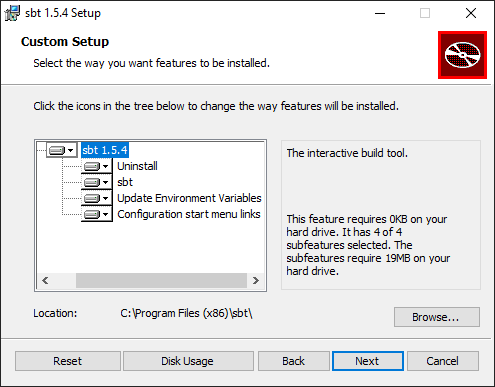 sbt 1.5.4 Setup
Custom Setup
Select the way you want features to be installed.
Click the icons in the tree below to change the way features will be installed.
sbt 1.5.4
Uninstall
sbt
Update Environment Variables
Configuration start menu links
The interactive build tool.
This feature requires 0KB on your
hard drive. It has 4 of 4
subfeatures selected. The
subfeatures require 19MB on your
hard drive.
Location: C:\Program Files (x86)\sbt\
Browse...
Reset Disk Usage Back Next Cancel